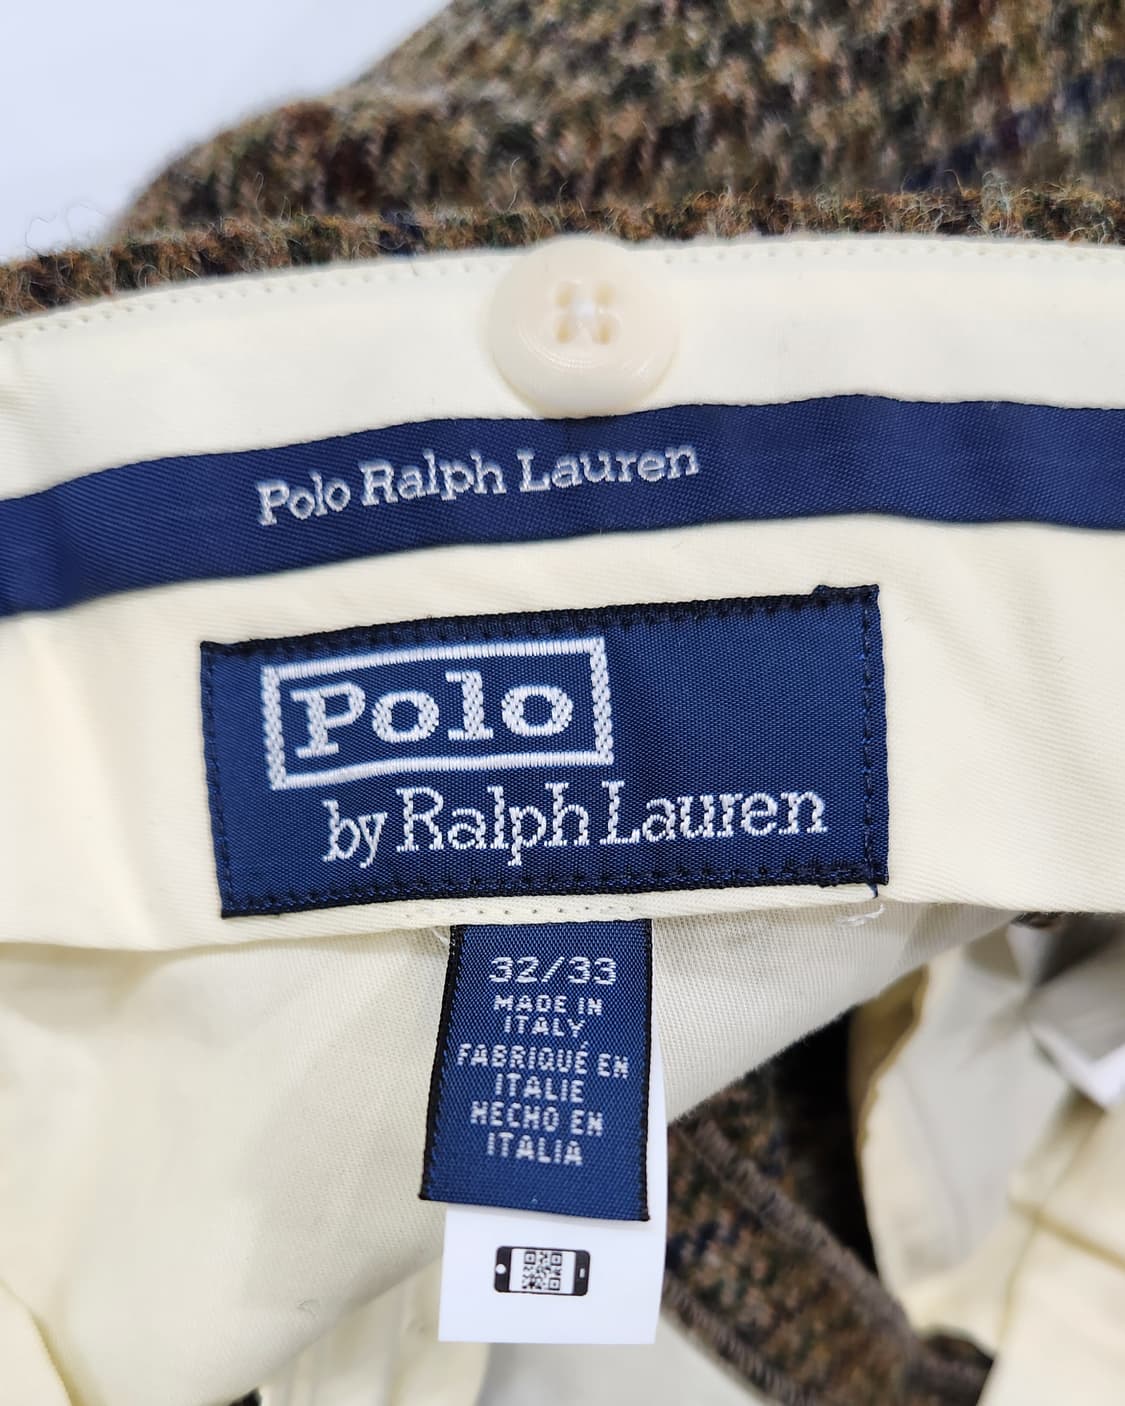 Polo Ralph Lauren
Polo
by Ralph Lauren
32/33
MADE IN
ITALY
FABRIQUÉ EN
ITALIE
HECHO EN
ITALIA